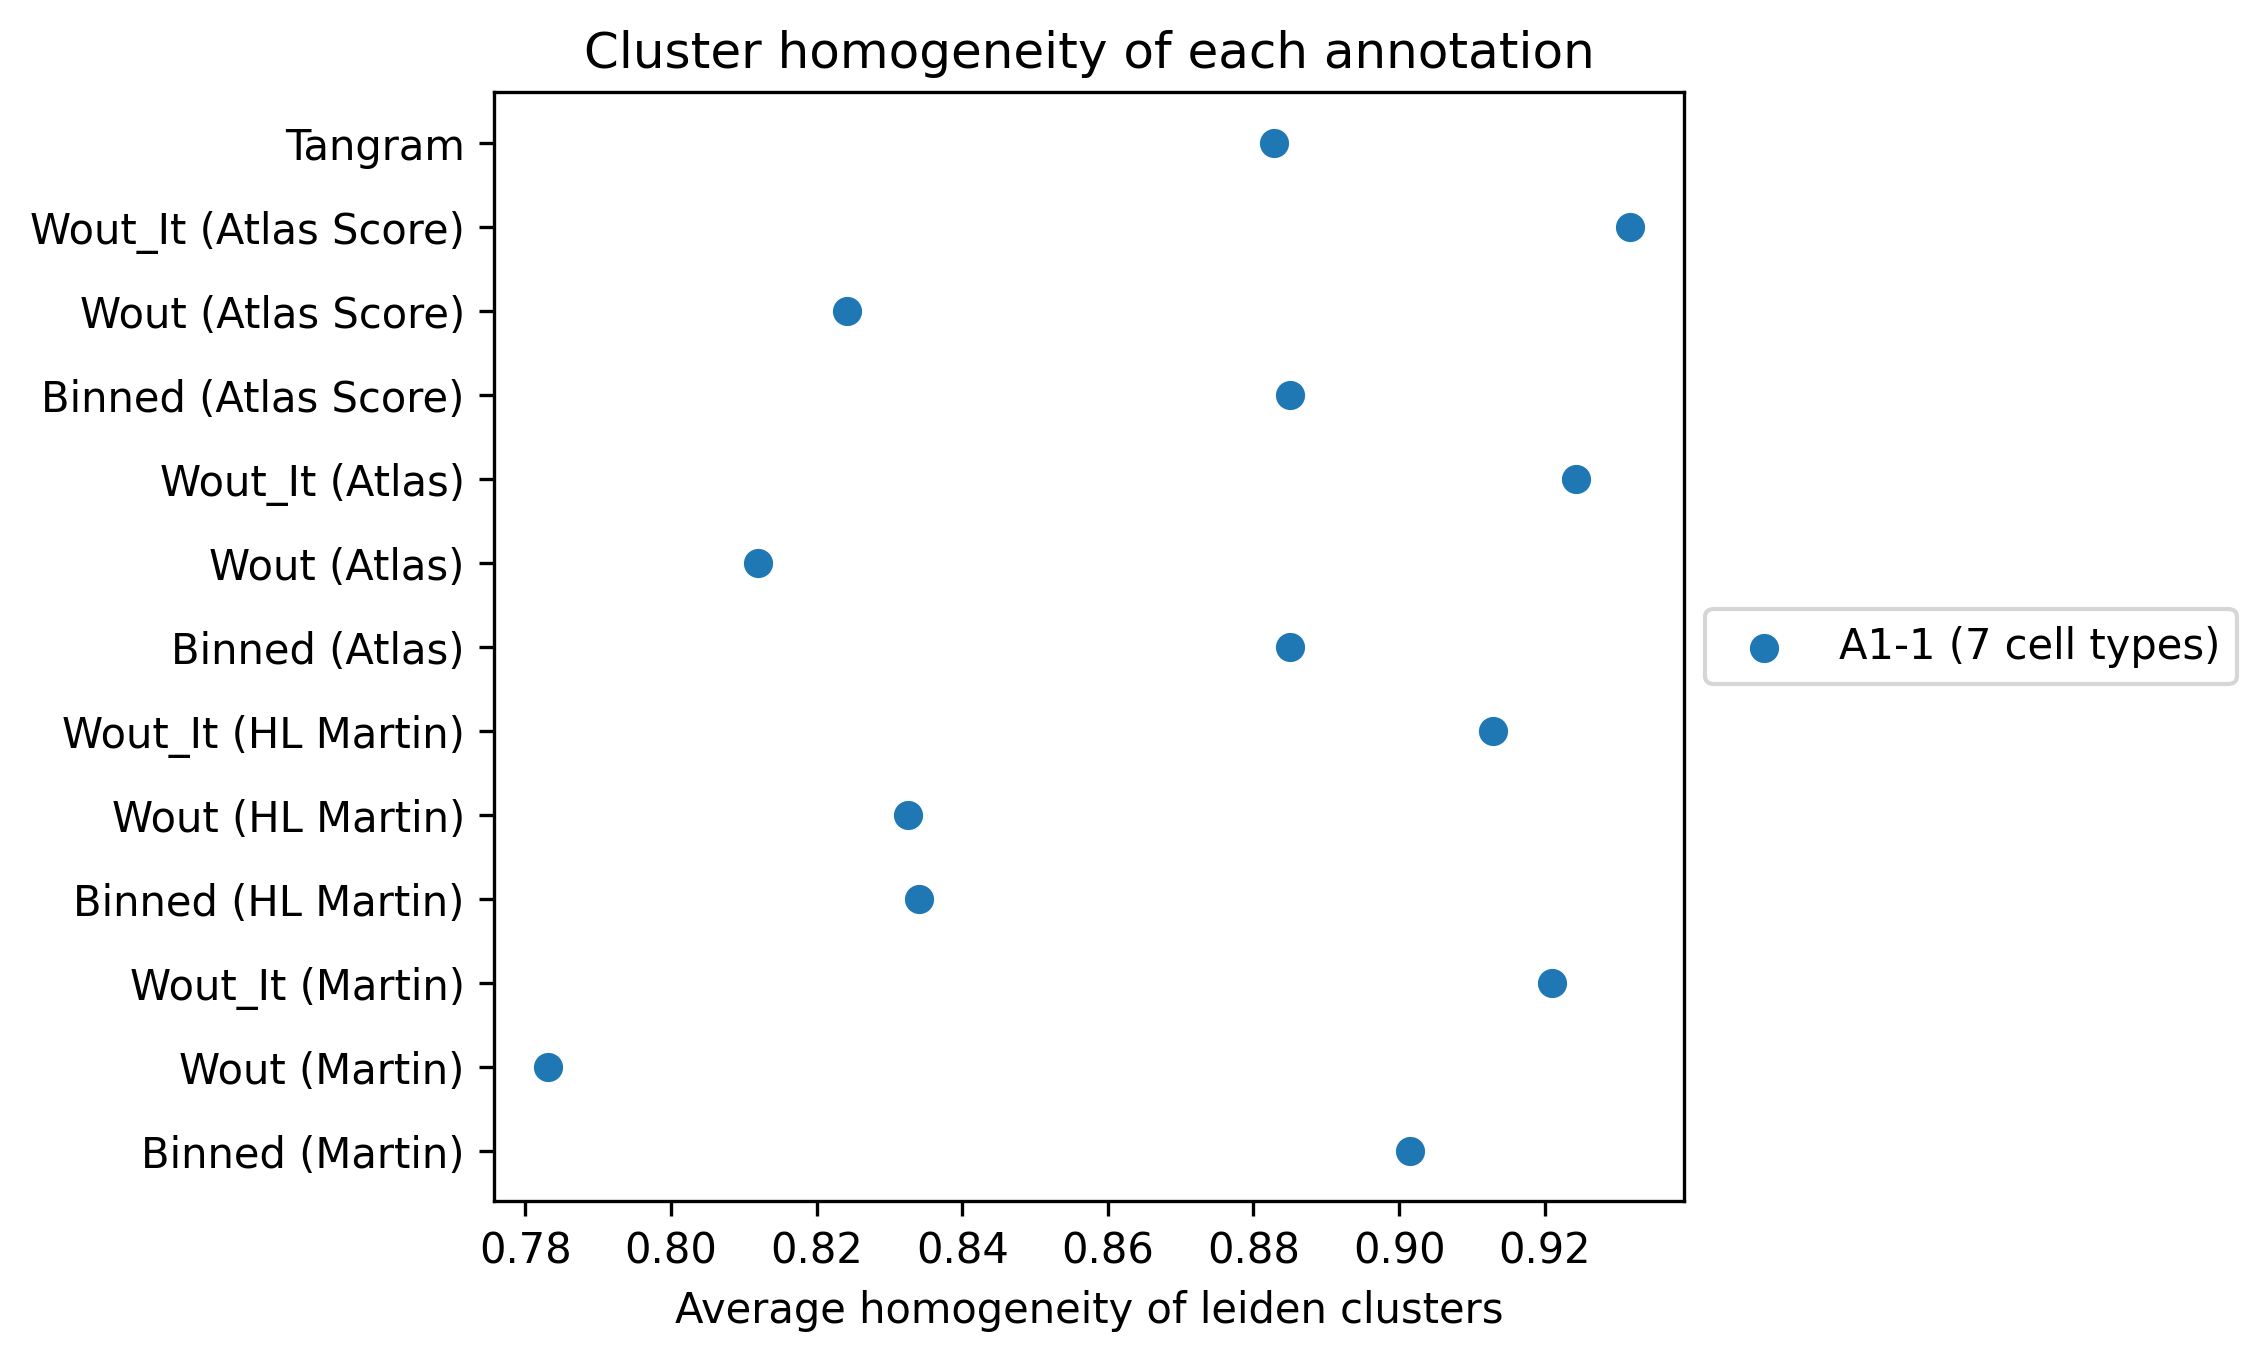 Cluster homogeneity of each annotation
Tangram
Wout_It (Atlas Score)
Wout (Atlas Score)
Binned (Atlas Score)
Wout_It (Atlas)
Wout (Atlas)
Binned (Atlas)
Wout_It (HL Martin)
Wout (HL Martin)
Binned (HL Martin)
Wout_It (Martin)
Wout (Martin)
Binned (Martin)
0.78 0.80 0.82 0.84 0.86 0.88 0.90 0.92
Average homogeneity of leiden clusters
A1-1 (7 cell types)